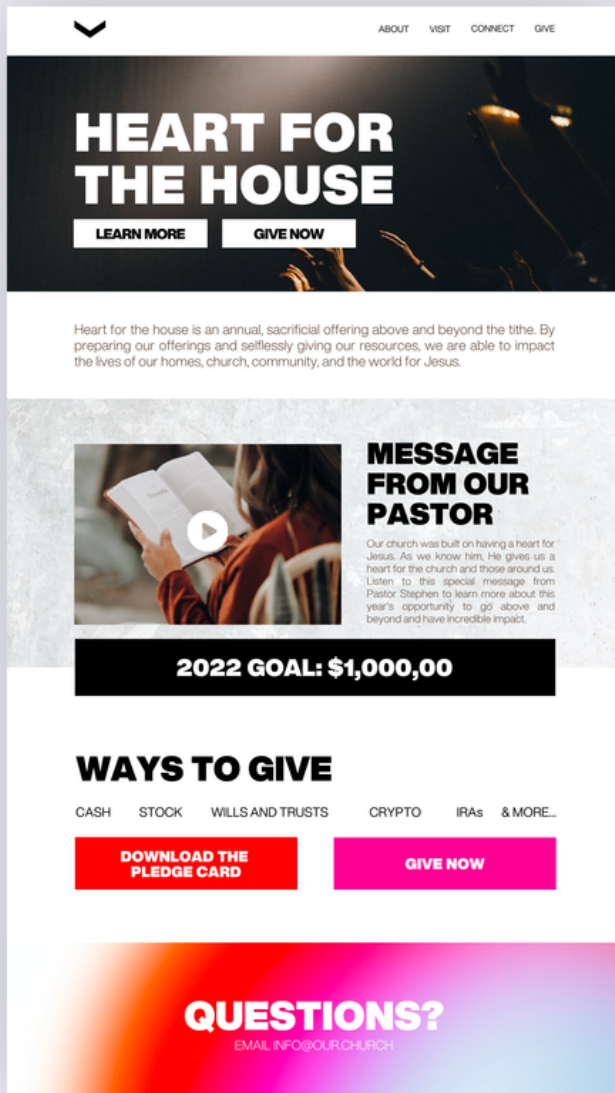 ABOUT VISIT CONNECT GIVE
HEART FOR
THE HOUSE
LEARN MORE GIVE NOW
Heart for the house is an annual, sacrificial offering above and beyond the tithe. By
preparing our offerings and selflessly giving our resources, we are able to impact
the lives of our homes, church, community, and the world for Jesus.
MESSAGE
FROM OUR
PASTOR
Our church was built on having a heart for
Jesus. As we know him, He gives us a
heart for the church and those around us.
Listen to this special message from
Pastor Stephen to learn more about this
year's opportunity to go above and
beyond and have incredible impact.
2022 GOAL: $1,000,00
WAYS TO GIVE
CASH STOCK WILLS AND TRUSTS CRYPTO IRAs & MORE...
DOWNLOAD THE
PLEDGE CARD
GIVE NOW
QUESTIONS?
EMAIL INFO@OUR.CHURCH